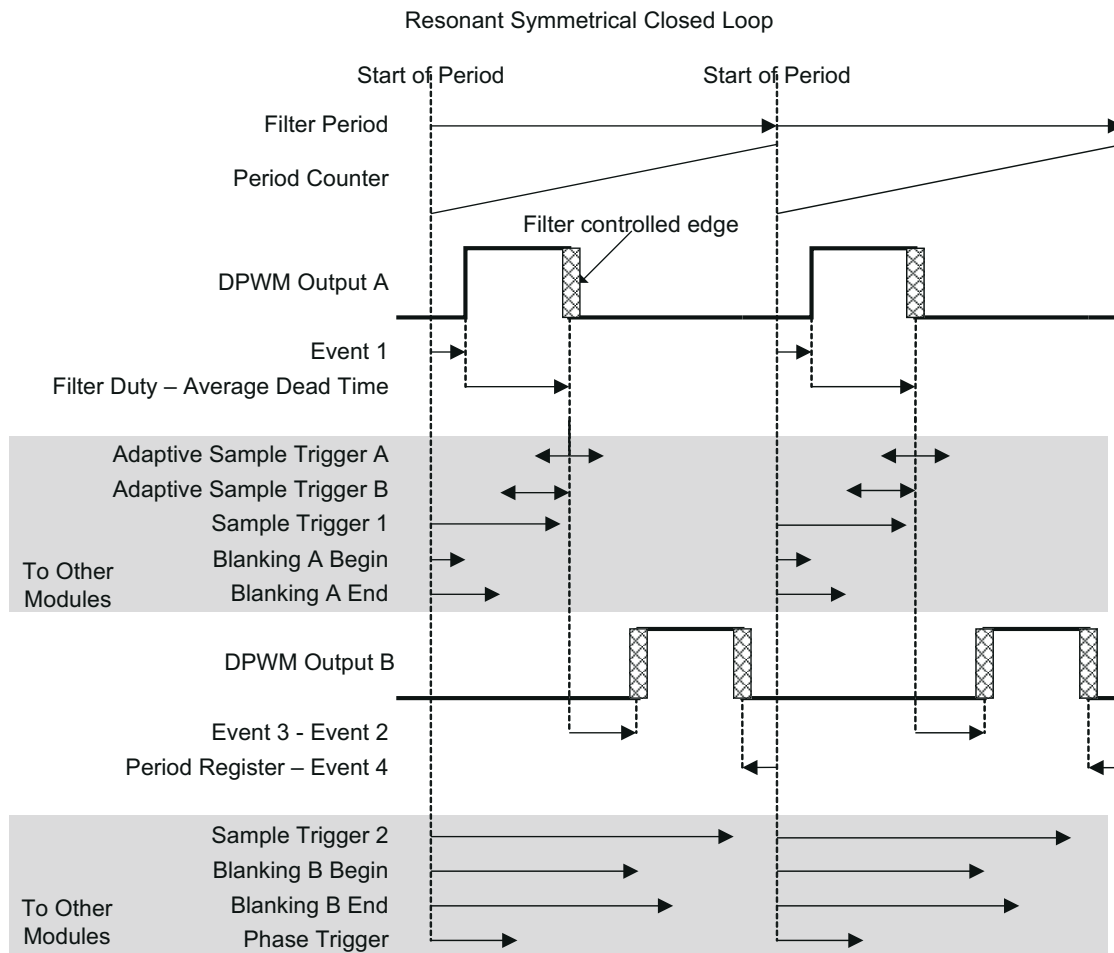 Resonant Symmetrical Closed Loop
Start of Period
Start of Period
Filter Period
Period Counter
Filter controlled edge
DPWM Output A
Event 1
Filter Duty – Average Dead Time
Adaptive Sample Trigger A
Adaptive Sample Trigger B
Sample Trigger 1
Blanking A Begin
Blanking A End
To Other
Modules
DPWM Output B
Event 3 - Event 2
Period Register – Event 4
Sample Trigger 2
Blanking B Begin
Blanking B End
Phase Trigger
To Other
Modules